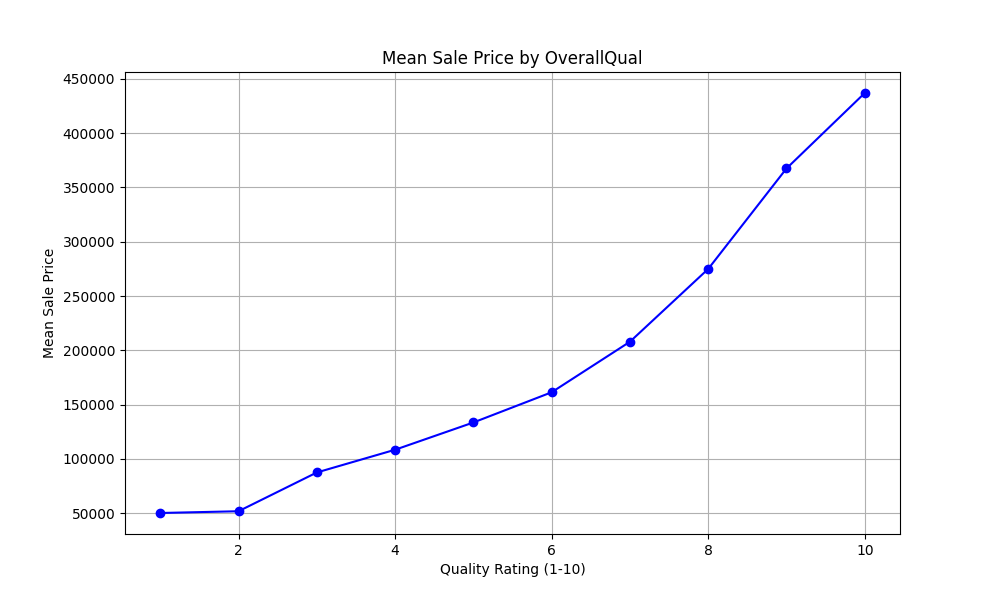 Mean Sale Price by OverallQual
450000
400000
350000
300000
250000
200000
150000
100000
50000
Mean Sale Price
2 4 6 8 10
Quality Rating (1-10)